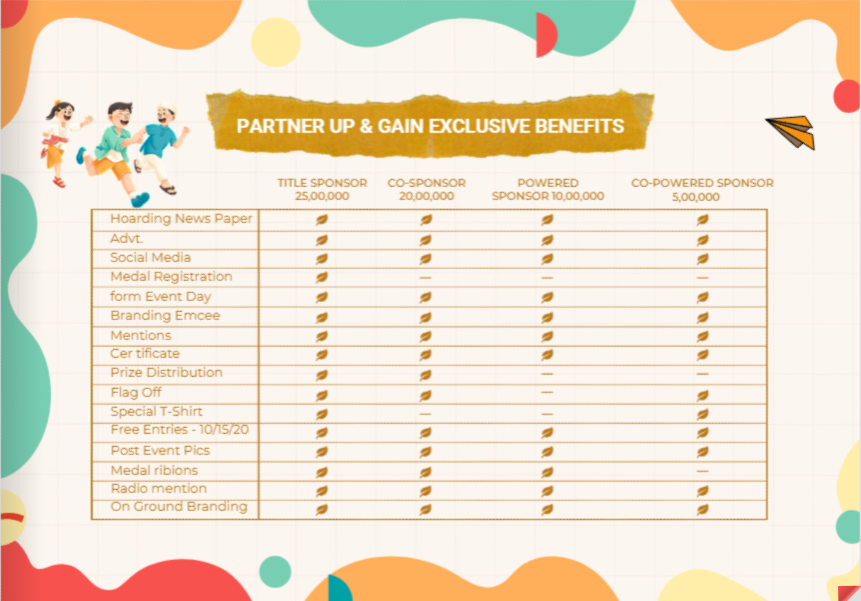 PARTNER UP & GAIN EXCLUSIVE BENEFITS
TITLE SPONSOR CO-SPONSOR POWERED CO-POWERED SPONSOR
25,00,000 20,00,000 SPONSOR 10,00,000 5,00,000
Hoarding News Paper
Advt.
Social Media
Medal Registration — — —
form Event Day
Branding Emcee
Mentions
Cer tificate
Prize Distribution — —
Flag Off —
Special T-Shirt — —
Free Entries - 10/15/20
Post Event Pics
Medal ribions —
Radio mention
On Ground Branding